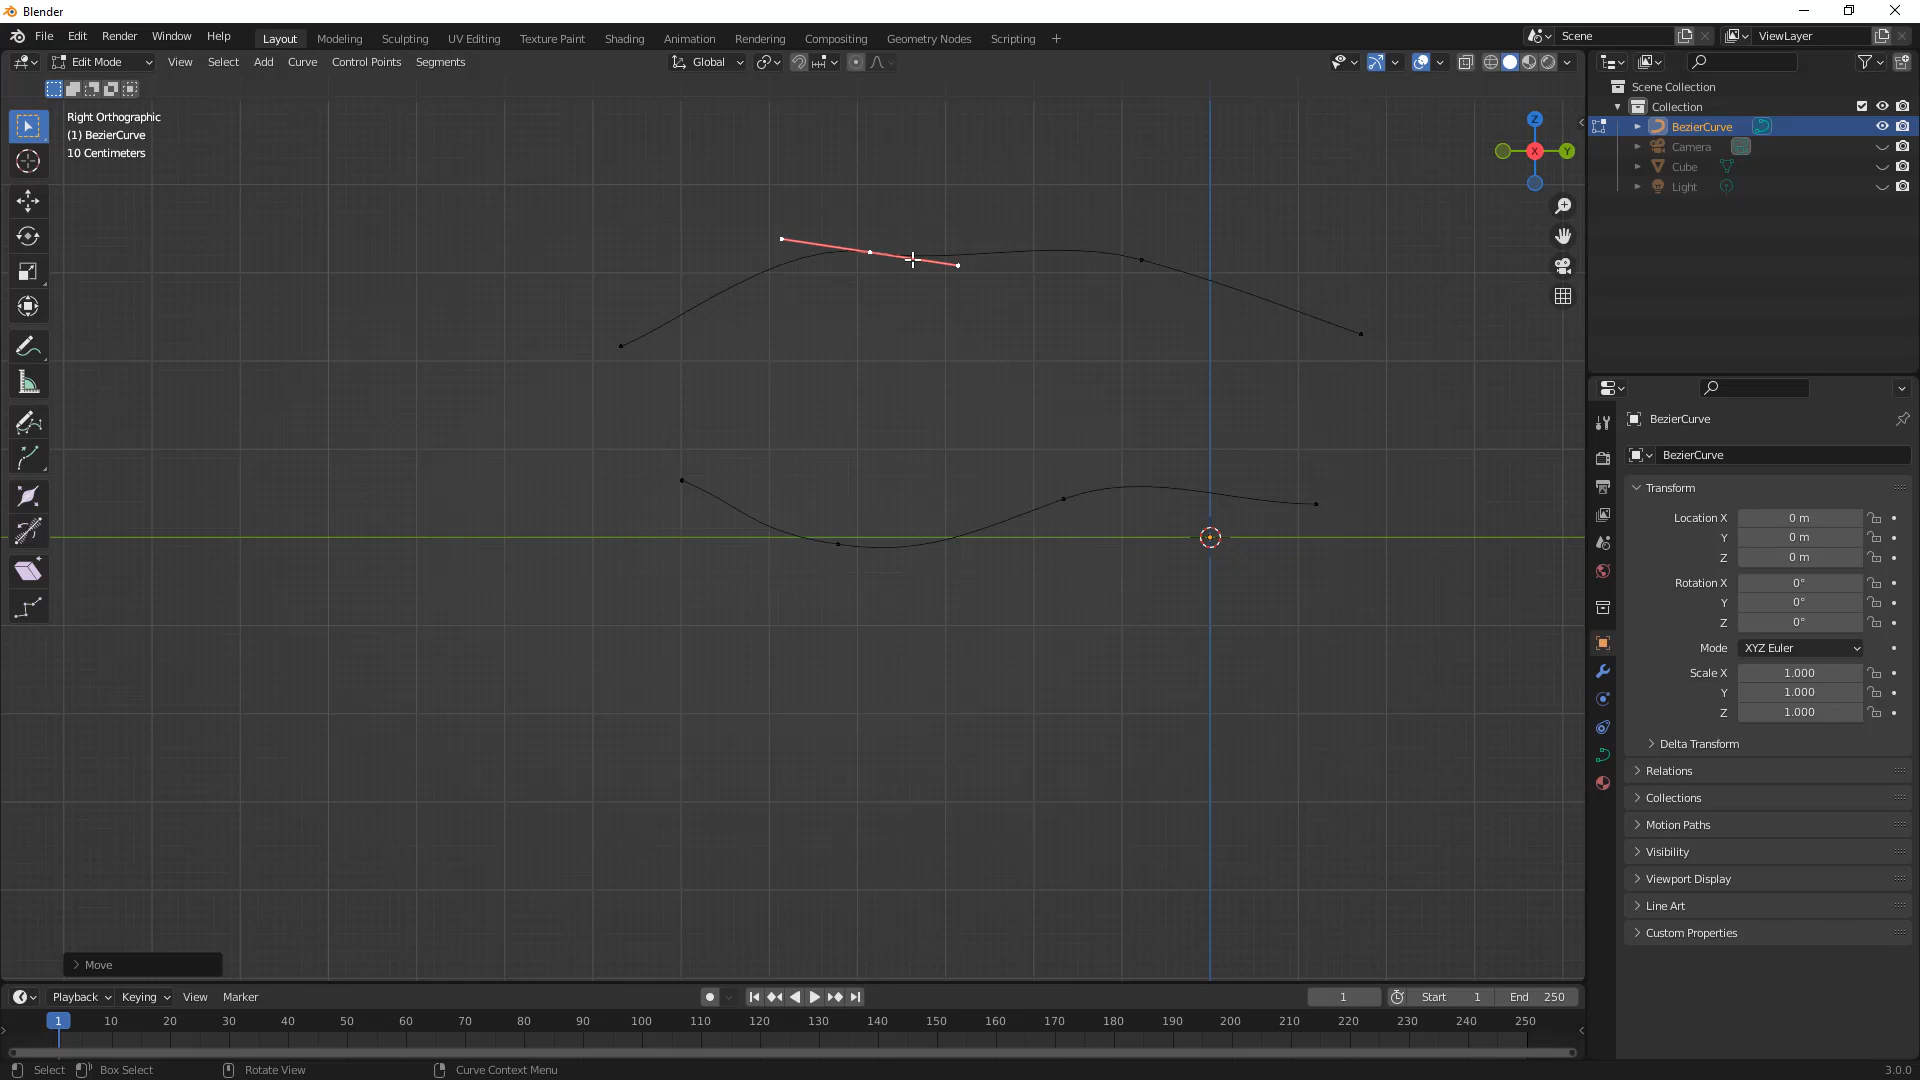 Blender
File Edit Render Window Help
Layout Modeling Sculpting UV Editing Texture Paint Shading Animation Rendering Compositing Geometry Nodes Scripting +
Scene
ViewLayer
Edit Mode View Select Add Curve Control Points Segments
Global
Right Orthographic
(1) BezierCurve
10 Centimeters
Z
X
Y
Scene Collection
Collection
BezierCurve
Camera
Cube
Light
BezierCurve
BezierCurve
Transform
Location X 0 m
Y 0 m
Z 0 m
Rotation X 0°
Y 0°
Z 0°
Mode XYZ Euler
Scale X 1.000
Y 1.000
Z 1.000
Delta Transform
Relations
Collections
Motion Paths
Visibility
Viewport Display
Line Art
Custom Properties
Move
Playback Keying View Marker
1 Start 1 End 250
1 10 20 30 40 50 60 70 80 90 100 110 120 130 140 150 160 170 180 190 200 210 220 230 240 250
Select Box Select Rotate View Curve Context Menu
3.0.0